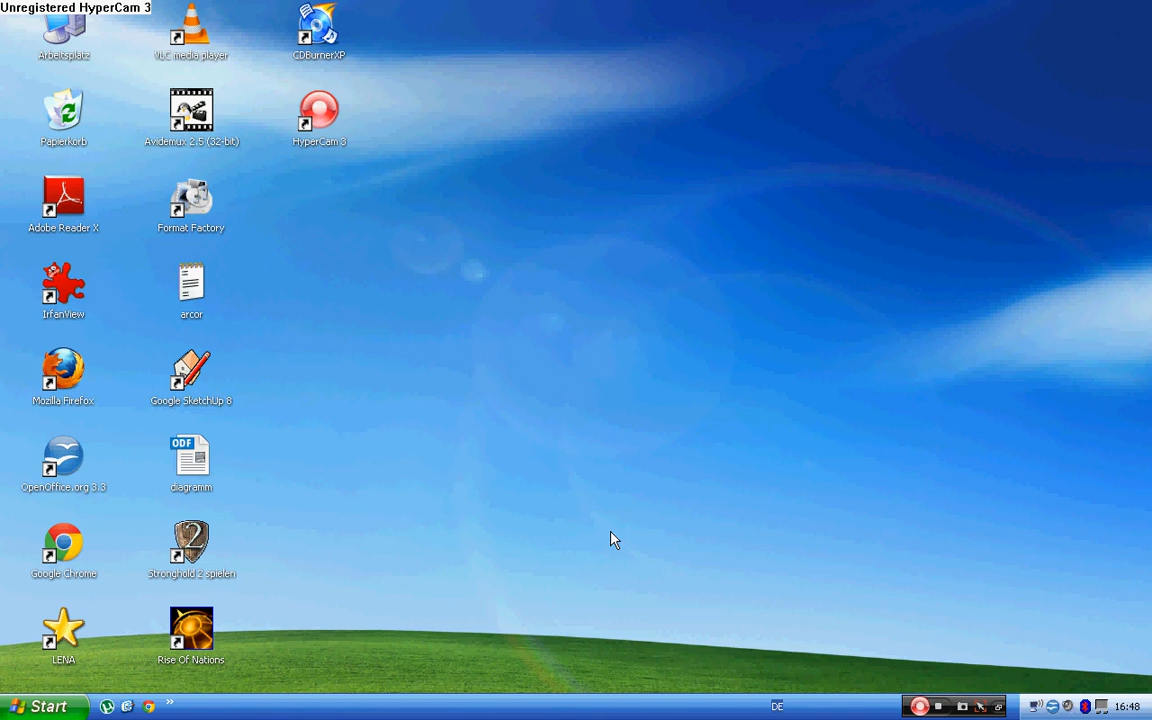 Unregistered HyperCam 3
Arbeitsplatz
VLC media player
CDBurnerXP
Papierkorb
Avidemux 2.5 (32-bit)
HyperCam 3
Adobe Reader X
Format Factory
IrfanView
arcor
Mozilla Firefox
Google SketchUp 8
ODF
OpenOffice.org 3.3
diagramm
2
Google Chrome
Stronghold 2 spielen
LENA
Rise Of Nations
Start
DE
16:48